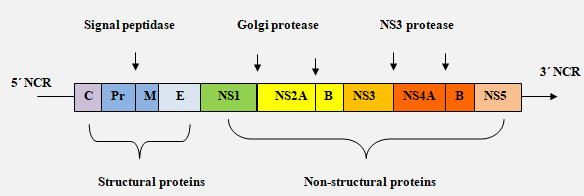 Signal peptidase Golgi protease NS3 protease
5´ NCR 3´ NCR
C Pr M E NS1 NS2A B NS3 NS4A B NS5
Structural proteins Non-structural proteins